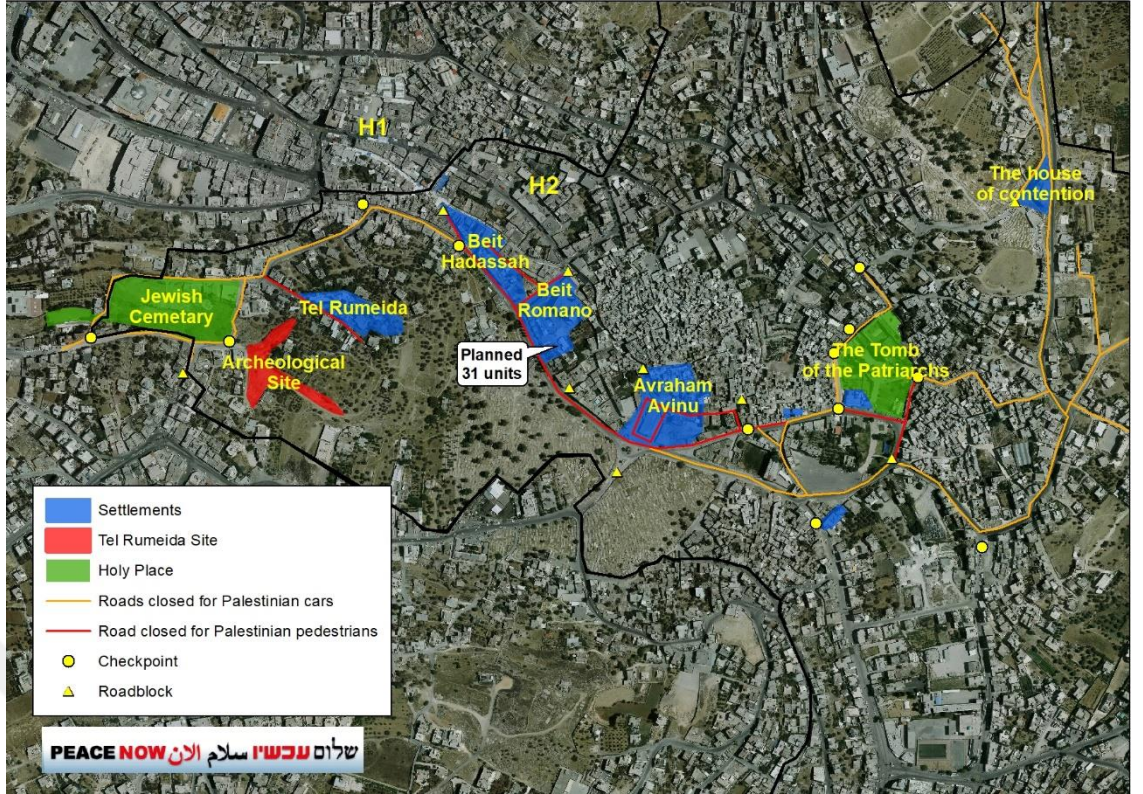 H1
H2
The house
of contention
Beit
Hadassah
Beit
Romano
Jewish
Cemetery
Tel Rumeida
Archeological
Site
Planned
31 units
The Tomb
of the Patriarchs
Avraham
Avinu
Settlements
Tel Rumeida Site
Holy Place
Roads closed for Palestinian cars
Road closed for Palestinian pedestrians
Checkpoint
Roadblock
PEACE NOW سلام الان שלום עכשיו